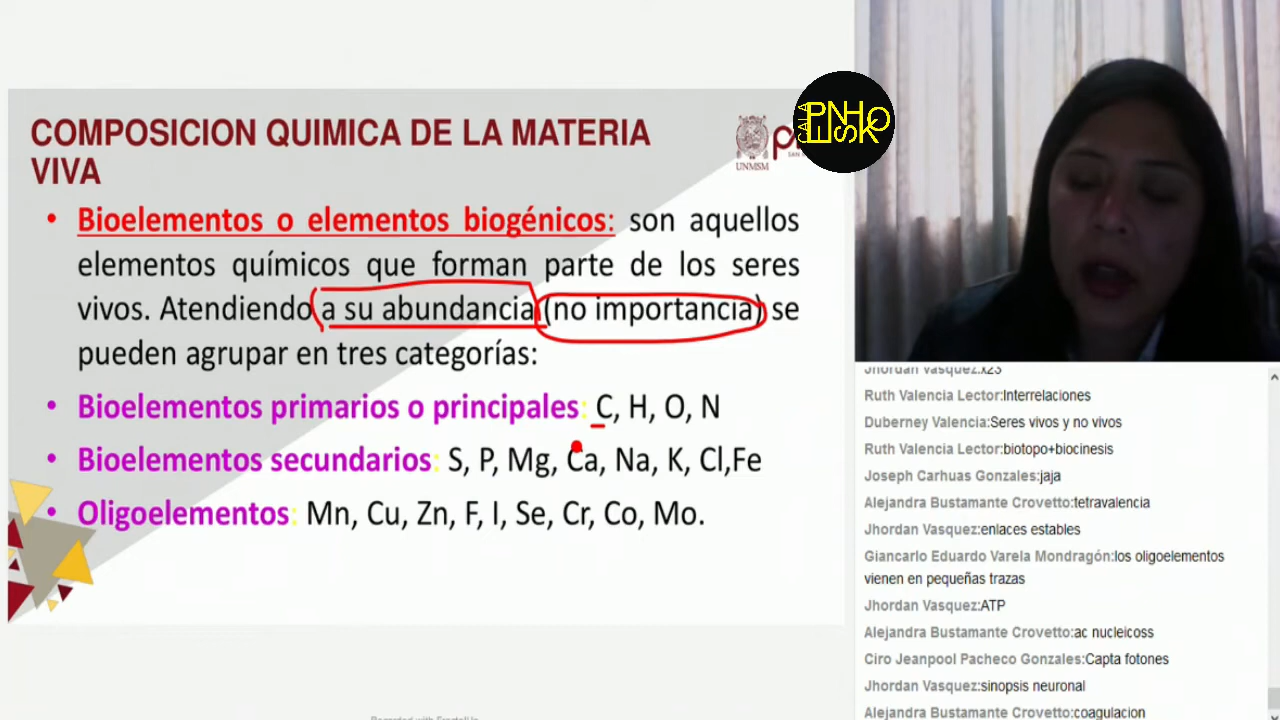 COMPOSICION QUIMICA DE LA MATERIA
VIVA
UNMSM
• Bioelementos o elementos biogénicos: son aquellos
elementos químicos que forman parte de los seres
vivos. Atendiendo a su abundancia (no importancia) se
pueden agrupar en tres categorías:
• Bioelementos primarios o principales: C, H, O, N
• Bioelementos secundarios: S, P, Mg, Ca, Na, K, Cl,Fe
• Oligoelementos: Mn, Cu, Zn, F, I, Se, Cr, Co, Mo.
Jhordan Vasquez:x23
Ruth Valencia Lector:Interrelaciones
Duberney Valencia:Seres vivos y no vivos
Ruth Valencia Lector:biotopo+biocinesis
Joseph Carhuas Gonzales:jaja
Alejandra Bustamante Crovetto:tetravalencia
Jhordan Vasquez:enlaces estables
Giancarlo Eduardo Varela Mondragón:los oligoelementos
vienen en pequeñas trazas
Jhordan Vasquez:ATP
Alejandra Bustamante Crovetto:ac nucleicoss
Ciro Jeanpool Pacheco Gonzales:Capta fotones
Jhordan Vasquez:sinopsis neuronal
Alejandra Bustamante Crovetto:coagulacion